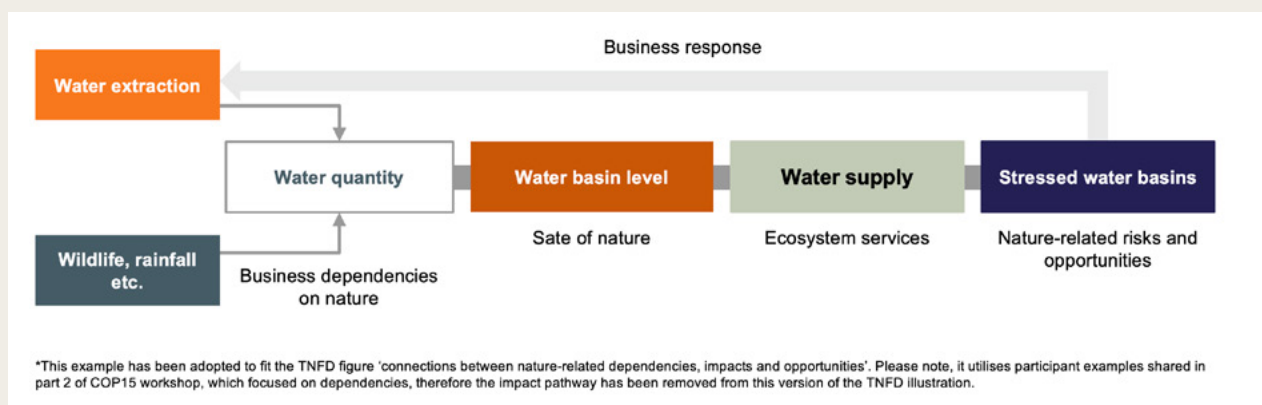 Business response
Water extraction
Water quantity
Water basin level
Water supply
Stressed water basins
Sate of nature
Ecosystem services
Nature-related risks and
opportunities
Wildlife, rainfall
etc.
Business dependencies
on nature
*This example has been adopted to fit the TNFD figure ‘connections between nature-related dependencies, impacts and opportunities’. Please note, it utilises participant examples shared in
part 2 of COP15 workshop, which focused on dependencies, therefore the impact pathway has been removed from this version of the TNFD illustration.